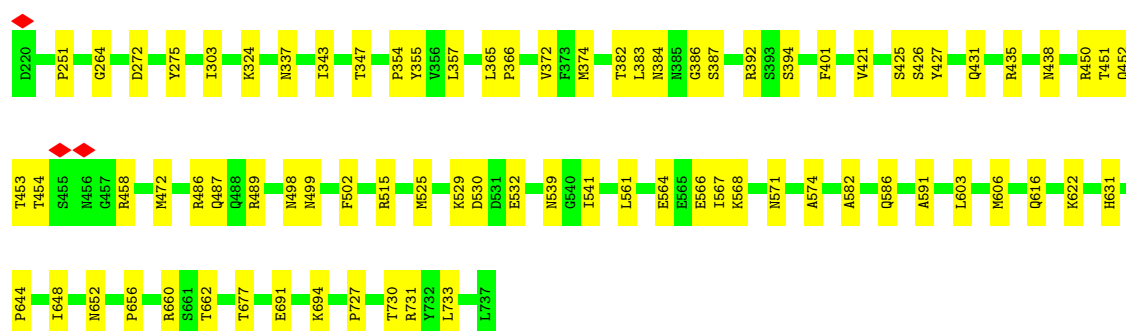 D220 P251 G264 D272 Y275 I303 K324 N337 I343 T347 P354 Y355 V356 L357 L365 P366 V372 F373 M374 T382 L383 N384 N385 G386 S387 R392 S393 S394 F401 V421 S425 S426 Y427 Q431 R435 N438 R450 T451 Q452
T453 T454 S455 N456 G457 R458 M472 R486 Q487 Q488 R489 N498 N499 F502 R515 M525 K529 D530 D531 E532 N539 G540 I541 L561 E564 E565 E566 I567 K568 N571 A574 A582 Q586 A591 L603 M606 Q616 K622 H631
P644 I648 N652 P656 R660 S661 T662 T677 E691 K694 P727 T730 R731 Y732 L733 L737